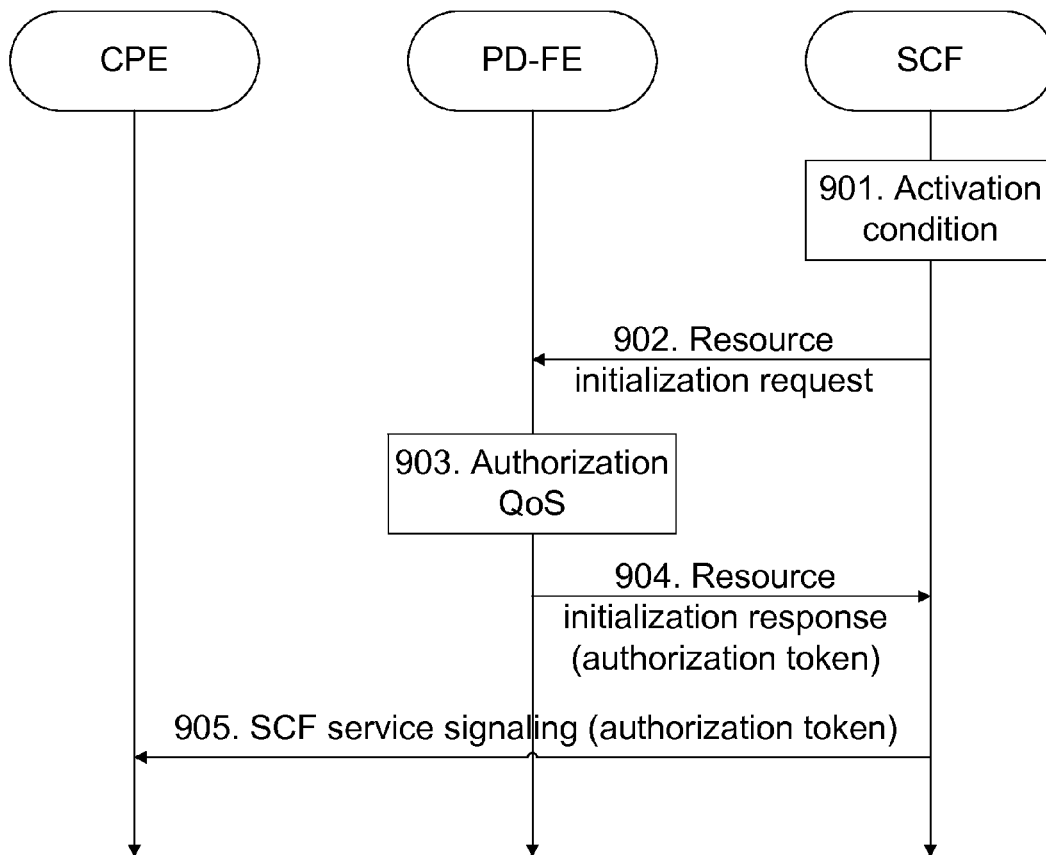 CPE
PD-FE
SCF
901. Activation
condition
902. Resource
initialization request
903. Authorization
QoS
904. Resource
initialization response
(authorization token)
905. SCF service signaling (authorization token)